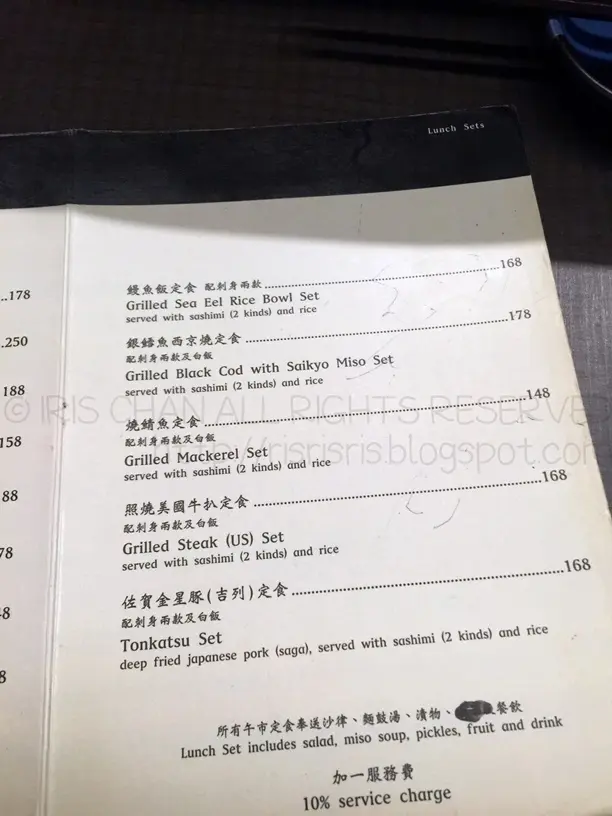 Lunch Sets
..178
.250
188
158
88
78
8
鰻魚飯定食 配刺身兩款 168
Grilled Sea Eel Rice Bowl Set
served with sashimi (2 kinds) and rice
銀鱈魚西京燒定食 178
配刺身兩款及白飯
Grilled Black Cod with Saikyo Miso Set
served with sashimi (2 kinds) and rice
燒鯖魚定食 148
配刺身兩款及白飯
Grilled Mackerel Set
served with sashimi (2 kinds) and rice
照燒美國牛扒定食 168
配刺身兩款及白飯
Grilled Steak (US) Set
served with sashimi (2 kinds) and rice
佐賀金星豚(吉列)定食 168
配刺身兩款及白飯
Tonkatsu Set
deep fried japanese pork (saga), served with sashimi (2 kinds) and rice
所有午市定食奉送沙律、麵豉湯、漬物、餐飲
Lunch Set includes salad, miso soup, pickles, fruit and drink
加一服務費
10% service charge
© IRIS CHAN ALL RIGHTS RESERVE
http://irisrisris.blogspot.com